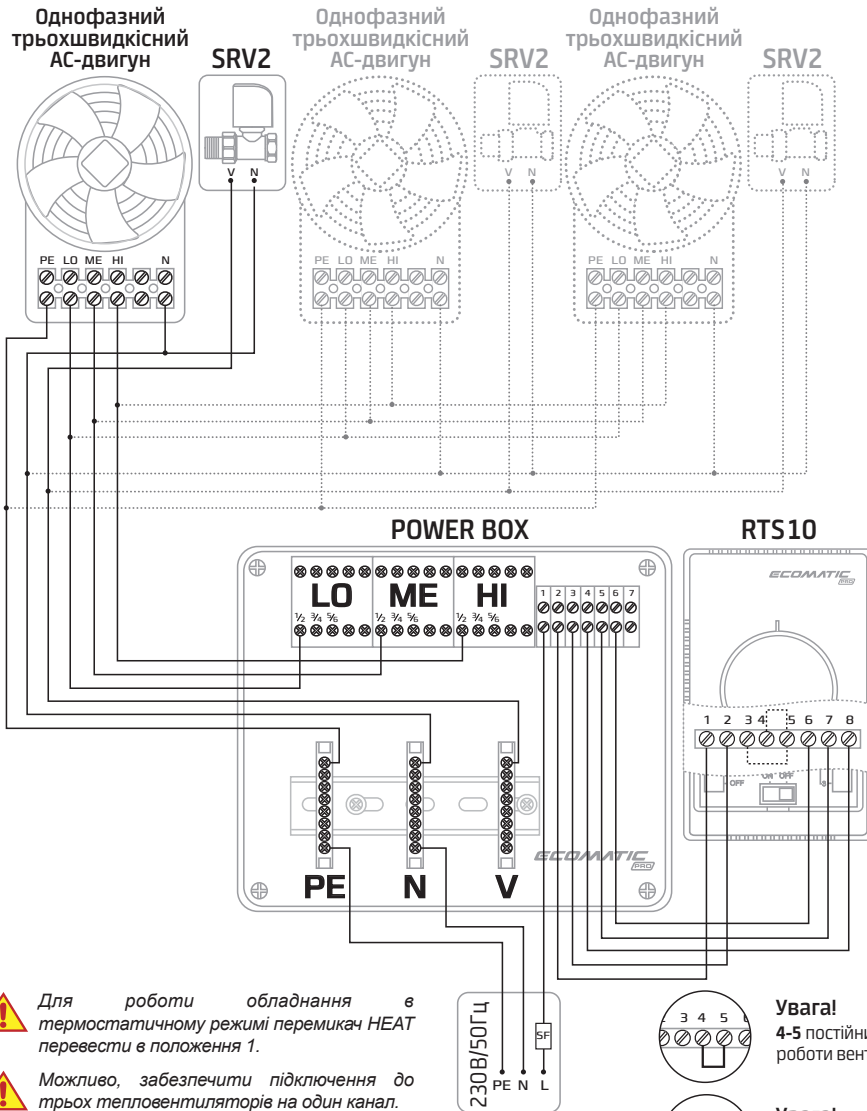 Однофазний
трьохшвидкісний
АС-двигун
SRV2
V N
PE LO ME HI N
Однофазний
трьохшвидкісний
АС-двигун
SRV2
V N
PE LO ME HI N
Однофазний
трьохшвидкісний
АС-двигун
SRV2
V N
PE LO ME HI N
POWER BOX
LO ME HI
1/2 3/4 5/6 1/2 3/4 5/6 1/2 3/4 5/6
1 2 3 4 5 6 7
PE N V
ECOMATIC PRO
RTS10
ECOMATIC PRO
1 2 3 4 5 6 7 8
OFF ON OFF
230В/50Гц
SF
PE N L
Для роботи обладнання в
термостатичному режимі перемикач HEAT
перевести в положення 1.
Можливо, забезпечити підключення до
трьох тепловентиляторів на один канал.
3 4 5
Увага!
4-5
роботи